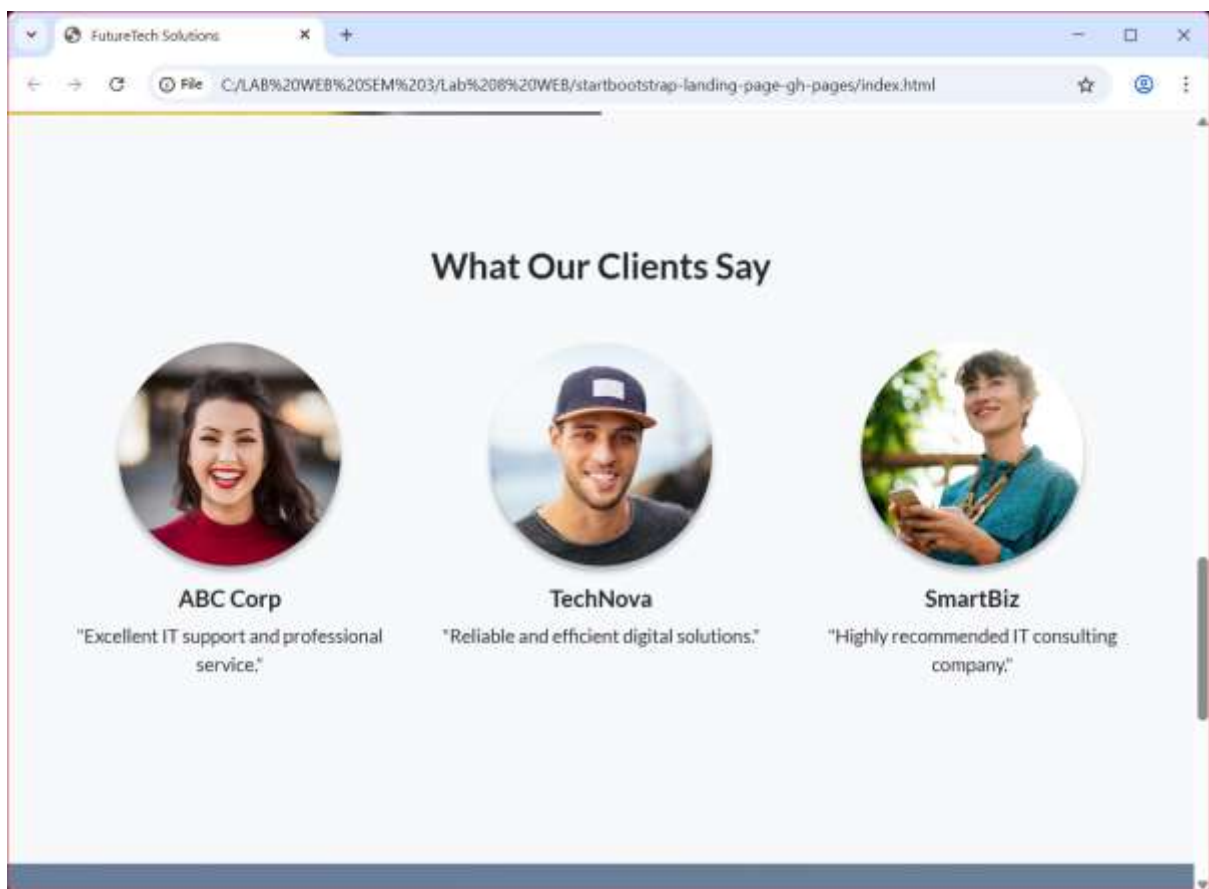 FutureTech Solutions
File C:/LAB%20WEB%20SEM%203/Lab%208%20WEB/startbootstrap-landing-page-gh-pages/index.html
What Our Clients Say
ABC Corp
"Excellent IT support and professional
service."
TechNova
"Reliable and efficient digital solutions."
SmartBiz
"Highly recommended IT consulting
company."